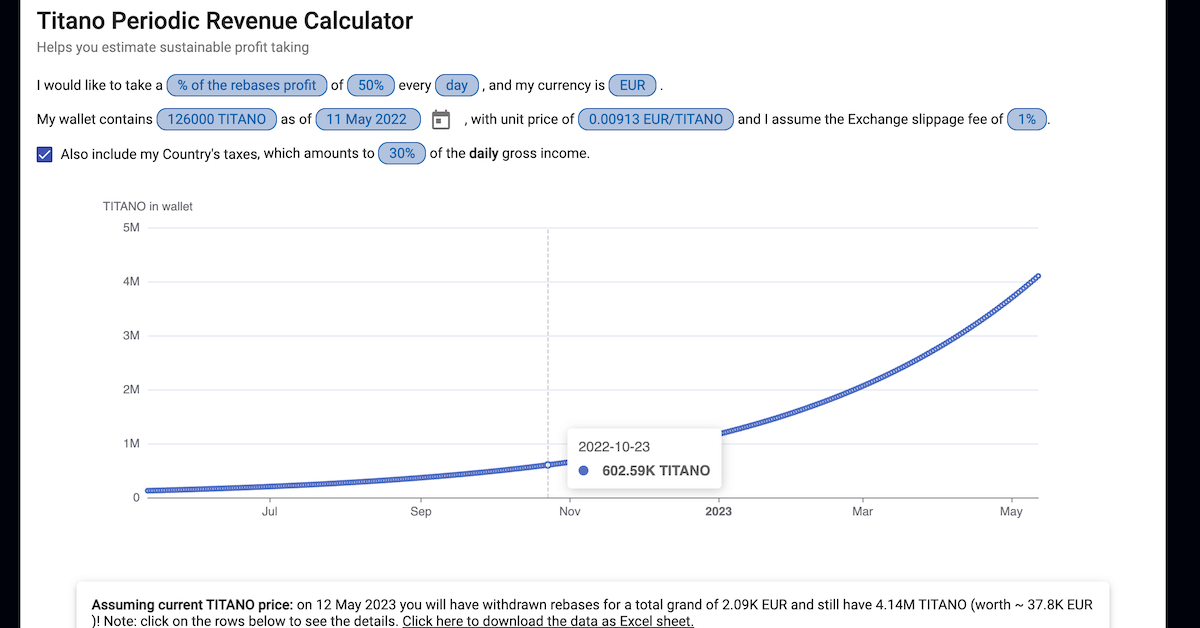 Titano Periodic Revenue Calculator
Helps you estimate sustainable profit taking
I would like to take a % of the rebases profit of 50% every day , and my currency is EUR .
My wallet contains 126000 TITANO as of 11 May 2022 , with unit price of 0.00913 EUR/TITANO and I assume the Exchange slippage fee of 1% .
Also include my Country's taxes, which amounts to 30% of the daily gross income.
TITANO in wallet
5M
4M
3M
2M
1M
0
2022-10-23
602.59K TITANO
Jul Sep Nov 2023 Mar May
Assuming current TITANO price: on 12 May 2023 you will have withdrawn rebases for a total grand of 2.09K EUR and still have 4.14M TITANO (worth ~ 37.8K EUR
)! Note: click on the rows below to see the details. Click here to download the data as Excel sheet.